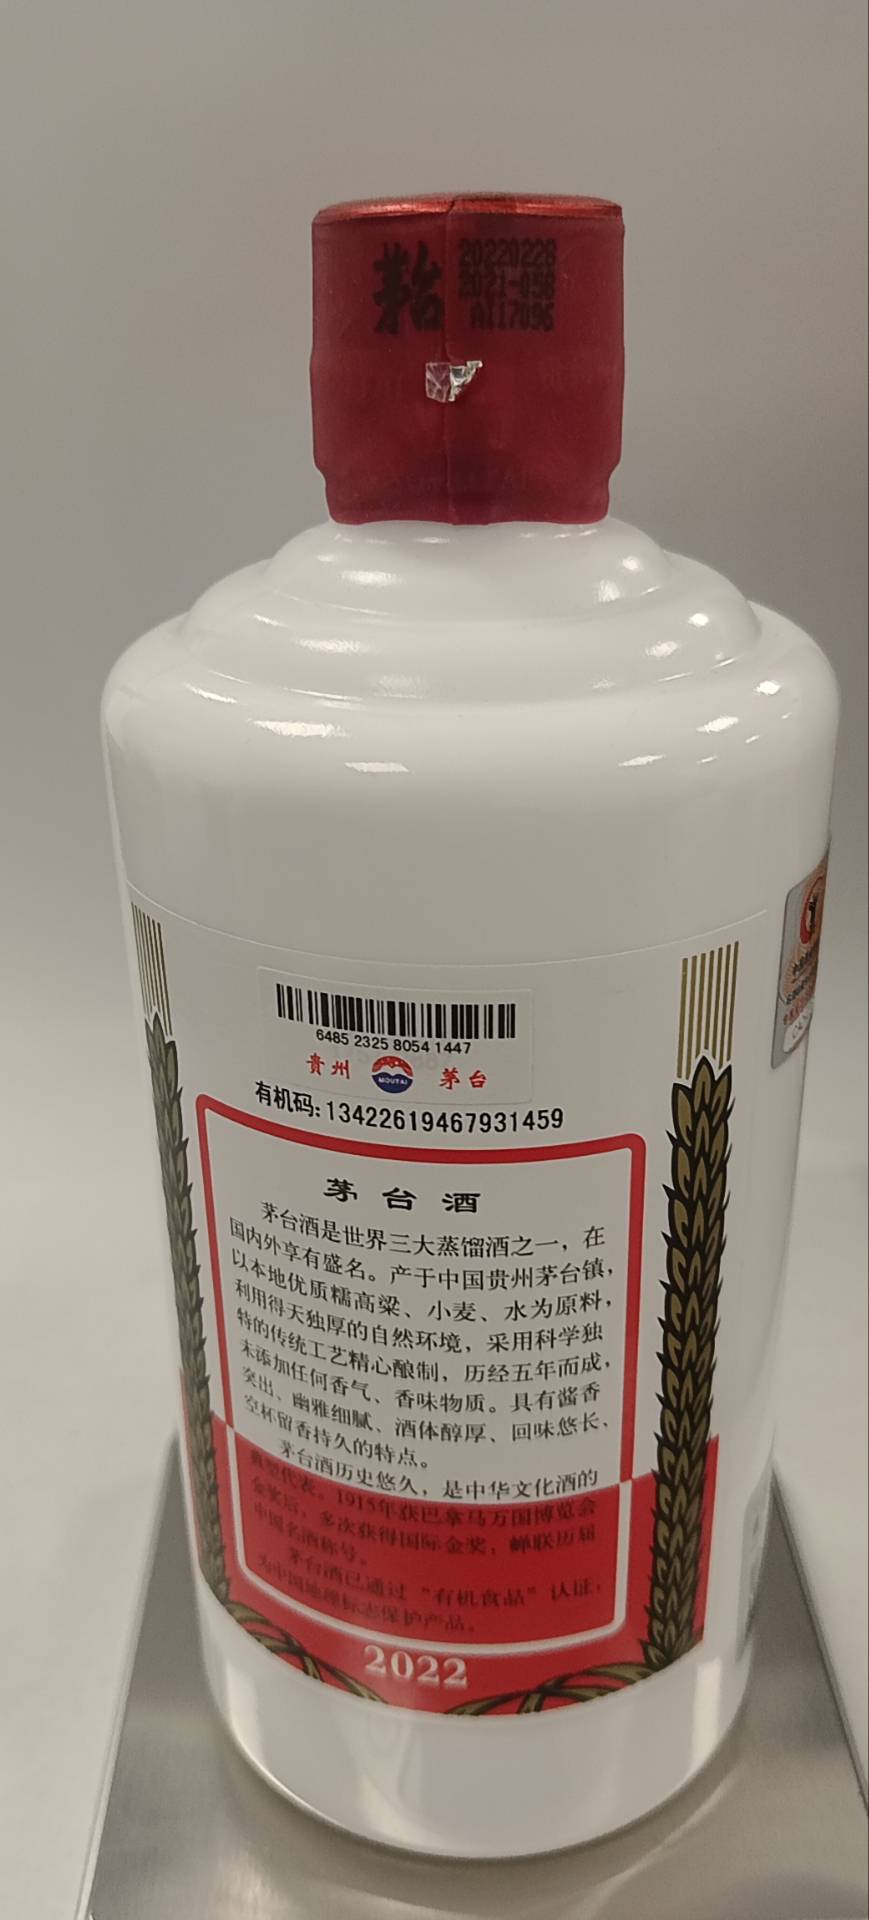 茅台
20220228
2021-098
AI17096
6485 2325 8054 1447
贵州 MOUTAI 茅台
有机码:13422619467931459
茅台酒
茅台酒是世界三大蒸馏酒之一，在
国内外享有盛名。产于中国贵州茅台镇，
以本地优质糯高粱、小麦、水为原料，
利用得天独厚的自然环境，采用科学独
特的传统工艺精心酿制，历经五年而成，
未添加任何香气、香味物质。具有酱香
突出、幽雅细腻、酒体醇厚、回味悠长、
空杯留香持久的特点。
茅台酒历史悠久，是中华文化酒的
典型代表。1915年获巴拿马万国博览会
金奖后，多次获得国际金奖，蝉联历届
中国名酒称号。
茅台酒已通过“有机食品”认证，
为中国地理标志保护产品。
2022